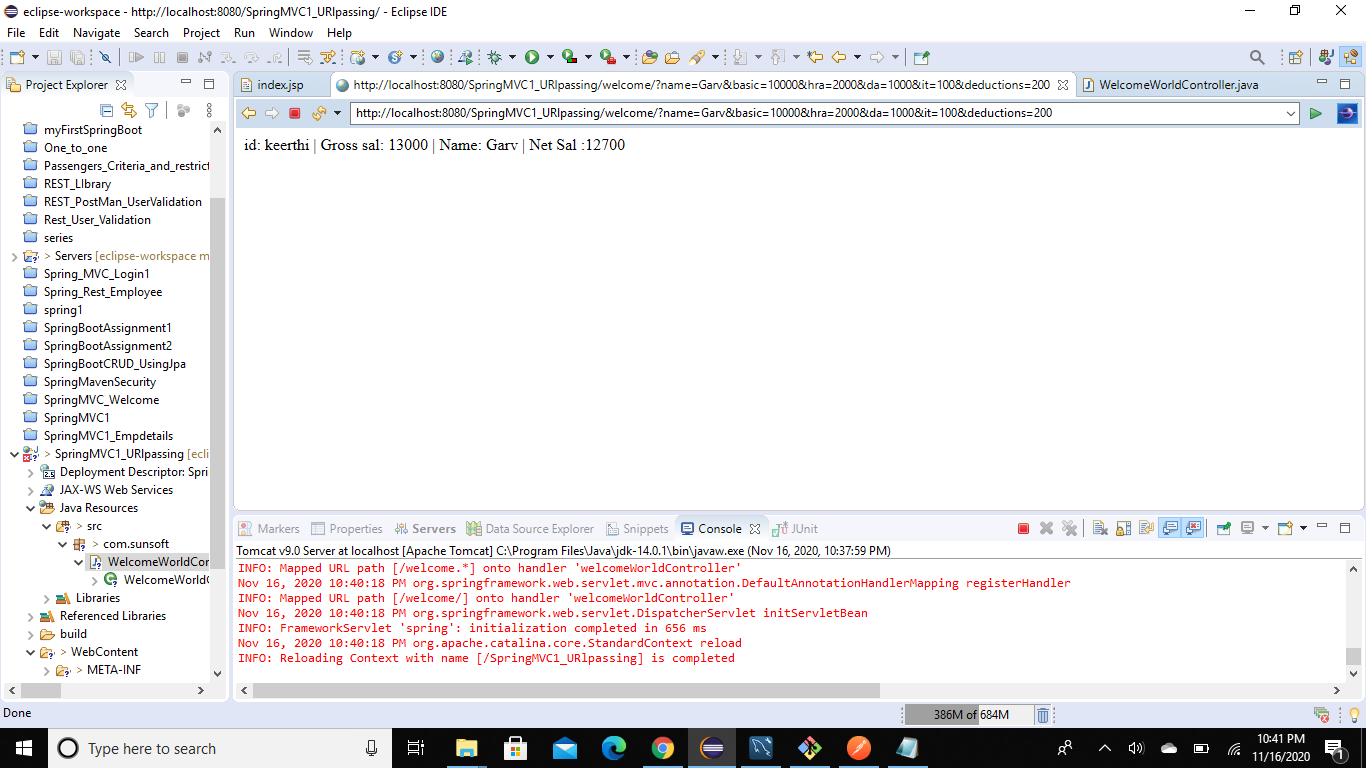 eclipse-workspace - http://localhost:8080/SpringMVC1_URIpassing/ - Eclipse IDE
File Edit Navigate Search Project Run Window Help
Project Explorer
index.jsp
http://localhost:8080/SpringMVC1_URIpassing/welcome/?name=Garv&basic=10000&hra=2000&da=1000&it=100&deductions=200
WelcomeWorldController.java
http://localhost:8080/SpringMVC1_URIpassing/welcome/?name=Garv&basic=10000&hra=2000&da=1000&it=100&deductions=200
id: keerthi | Gross sal: 13000 | Name: Garv | Net Sal :12700
myFirstSpringBoot
One_to_one
Passengers_Criteria_and_restrict
REST_LIbrary
REST_PostMan_UserValidation
Rest_User_Validation
series
> Servers [eclipse-workspace m
Spring_MVC_Login1
Spring_Rest_Employee
spring1
SpringBootAssignment1
SpringBootAssignment2
SpringBootCRUD_UsingJpa
SpringMavenSecurity
SpringMVC_Welcome
SpringMVC1
SpringMVC1_Empdetails
> SpringMVC1_URIpassing [ecli
Deployment Descriptor: Spri
JAX-WS Web Services
Java Resources
> src
> com.sunsoft
WelcomeWorldCor
WelcomeWorldC
Libraries
Referenced Libraries
build
> WebContent
> META-INF
Markers Properties Servers Data Source Explorer Snippets Console JUnit
Tomcat v9.0 Server at localhost [Apache Tomcat] C:\Program Files\Java\jdk-14.0.1\bin\javaw.exe (Nov 16, 2020, 10:37:59 PM)
INFO: Mapped URL path [/welcome.*] onto handler 'welcomeWorldController'
Nov 16, 2020 10:40:18 PM org.springframework.web.servlet.mvc.annotation.DefaultAnnotationHandlerMapping registerHandler
INFO: Mapped URL path [/welcome/] onto handler 'welcomeWorldController'
Nov 16, 2020 10:40:18 PM org.springframework.web.servlet.DispatcherServlet initServletBean
INFO: FrameworkServlet 'spring': initialization completed in 656 ms
Nov 16, 2020 10:40:18 PM org.apache.catalina.core.StandardContext reload
INFO: Reloading Context with name [/SpringMVC1_URIpassing] is completed
Done
386M of 684M
Type here to search
10:41 PM
11/16/2020
1